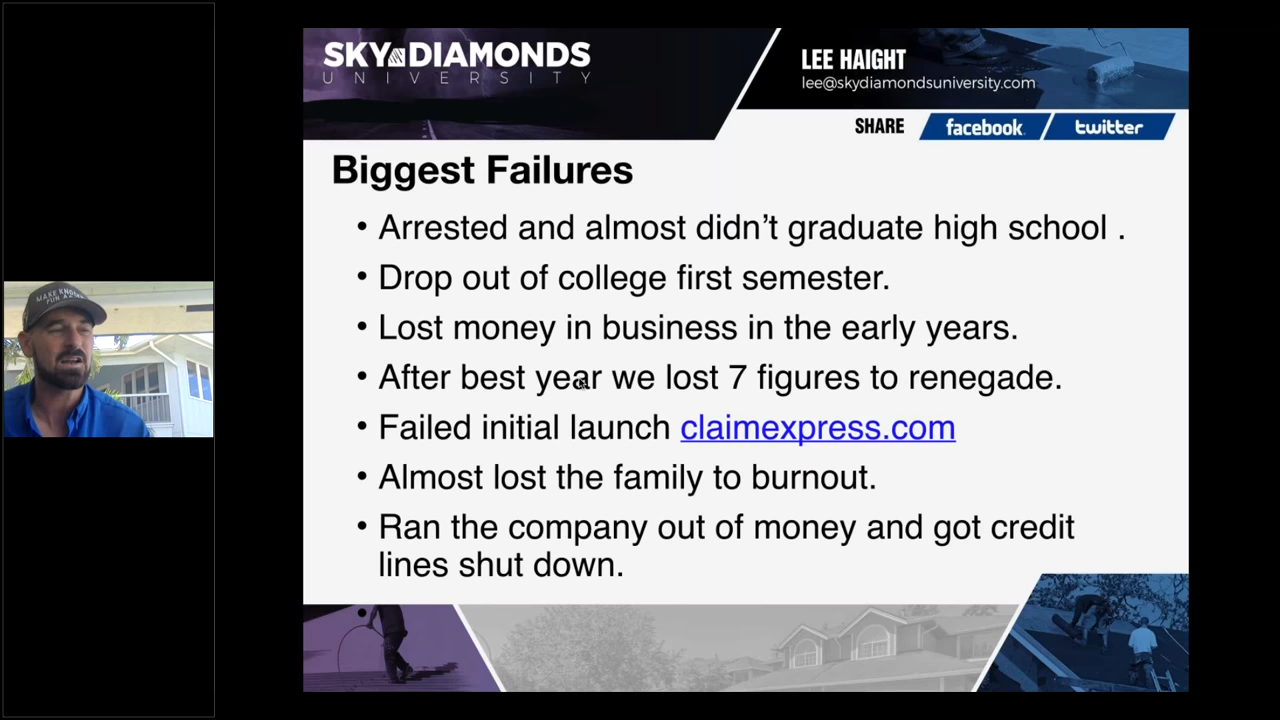 SKY DIAMONDS
UNIVERSITY
LEE HAIGHT
lee@skydiamondsuniversity.com
SHARE facebook twitter
Biggest Failures
• Arrested and almost didn’t graduate high school .
• Drop out of college first semester.
• Lost money in business in the early years.
• After best year we lost 7 figures to renegade.
• Failed initial launch claimexpress.com
• Almost lost the family to burnout.
• Ran the company out of money and got credit
lines shut down.